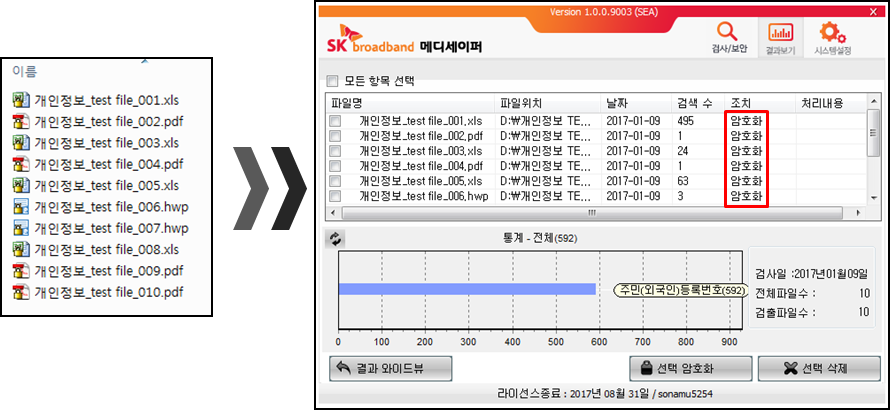 이름
개인정보_test file_001.xls
개인정보_test file_002.pdf
개인정보_test file_003.xls
개인정보_test file_004.pdf
개인정보_test file_005.xls
개인정보_test file_006.hwp
개인정보_test file_007.hwp
개인정보_test file_008.xls
개인정보_test file_009.pdf
개인정보_test file_010.pdf
Version 1.0.0.9003 (SEA)
SK broadband 메디세이퍼
검사/보안 결과보기 시스템설정
모든 항목 선택
파일명 파일위치 날짜 검색 수 조치 처리내용
개인정보_test file_001.xls D:₩개인정보 TE... 2017-01-09 495 암호화
개인정보_test file_002.pdf D:₩개인정보 TE... 2017-01-09 1 암호화
개인정보_test file_003.xls D:₩개인정보 TE... 2017-01-09 24 암호화
개인정보_test file_004.pdf D:₩개인정보 TE... 2017-01-09 1 암호화
개인정보_test file_005.xls D:₩개인정보 TE... 2017-01-09 63 암호화
개인정보_test file_006.hwp D:₩개인정보 TE... 2017-01-09 3 암호화
통계 - 전체(592)
주민(외국인)등록번호(592)
0 100 200 300 400 500 600 700 800 900
검사일 :2017년01월09일
전체파일수 : 10
검출파일수 : 10
결과 와이드뷰 선택 암호화 선택 삭제
라이선스종료 : 2017년 08월 31일 / sonamu5254